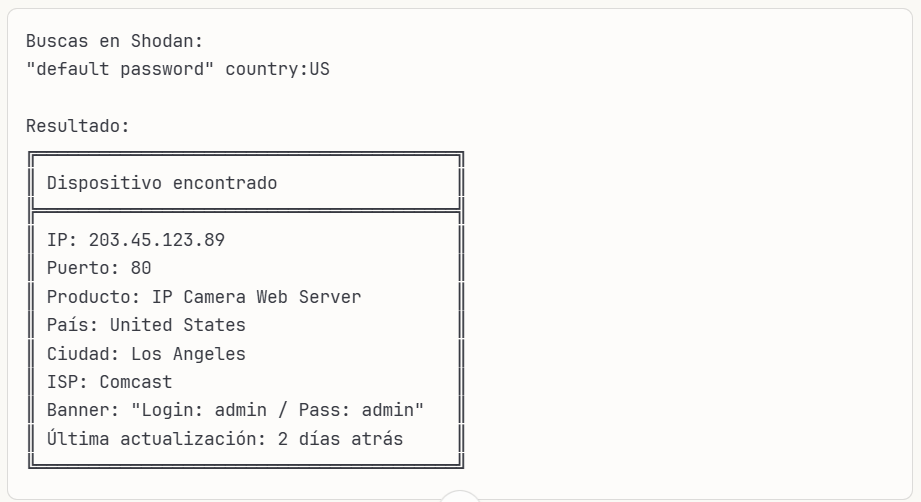 Buscas en Shodan:
"default password" country:US
Resultado:
Dispositivo encontrado
IP: 203.45.123.89
Puerto: 80
Producto: IP Camera Web Server
País: United States
Ciudad: Los Angeles
ISP: Comcast
Banner: "Login: admin / Pass: admin"
Última actualización: 2 días atrás